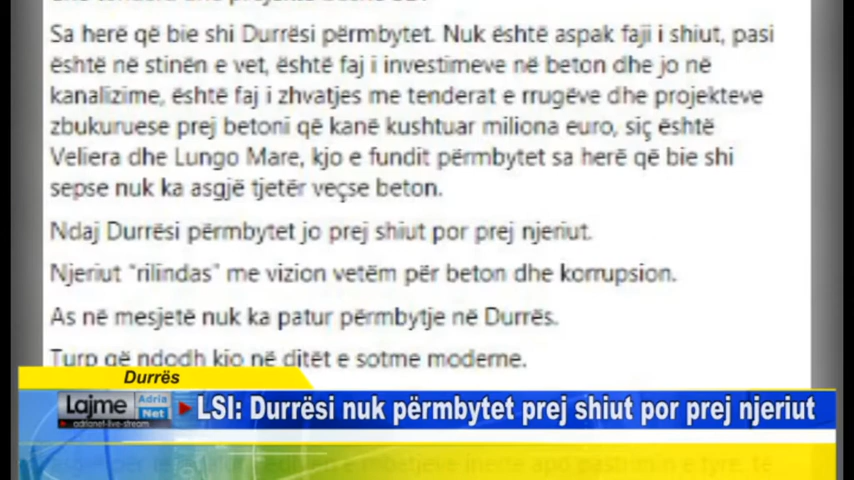 Sa herë që bie shi Durrësi përmbytet. Nuk është aspak faji i shiut, pasi
është në stinën e vet, është faj i investimeve në beton dhe jo në
kanalizime, është faj i zhvatjes me tenderat e rrugëve dhe projekteve
zbukuruese prej betoni që kanë kushtuar miliona euro, siç është
Veliera dhe Lungo Mare, kjo e fundit përmbytet sa herë që bie shi
sepse nuk ka asgjë tjetër veçse beton.
Ndaj Durrësi përmbytet jo prej shiut por prej njeriut.
Njeriut "rilindas" me vizion vetëm për beton dhe korrupsion.
As në mesjetë nuk ka patur përmbytje në Durrës.
Turp që ndodh kjo në ditët e sotme moderne.
Durrës
Lajme Adria Net
adrianet-live-stream
LSI: Durrësi nuk përmbytet prej shiut por prej njeriut